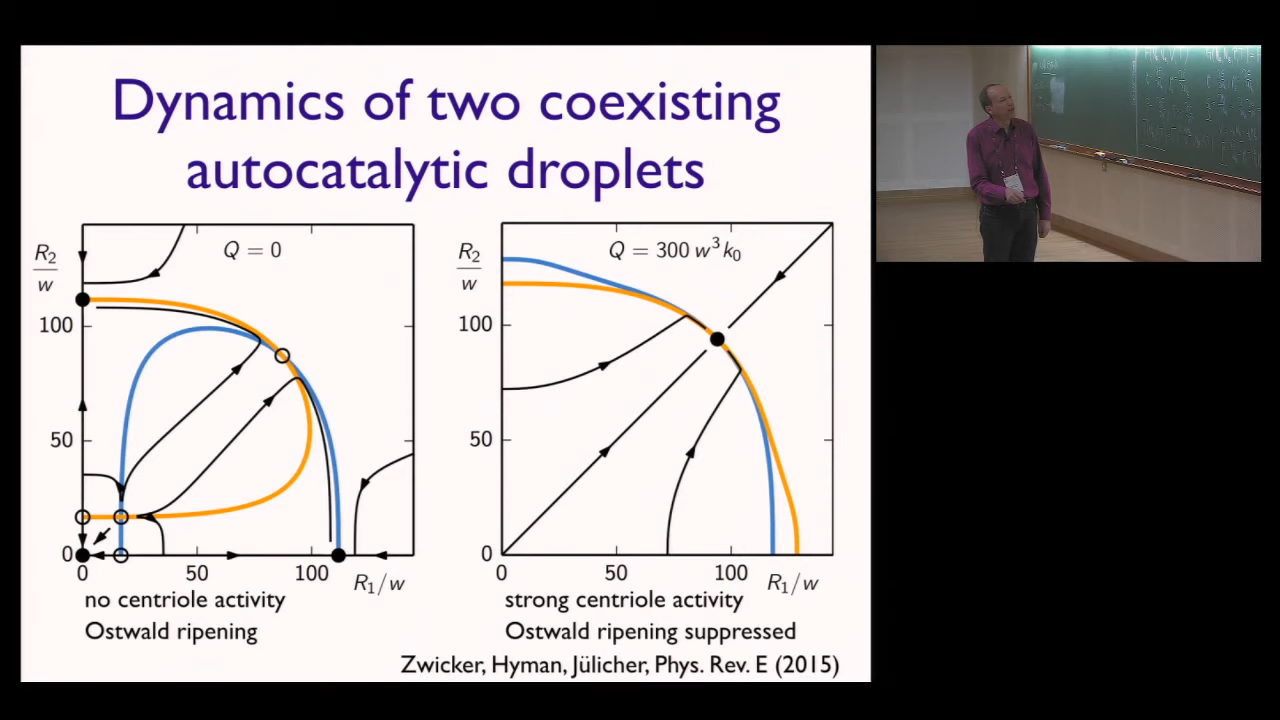 Dynamics of two coexisting
autocatalytic droplets
R₂/w
Q = 0
100
50
0
0 50 100 R₁/w
no centriole activity
Ostwald ripening
R₂/w
Q = 300 w³k₀
100
50
0
0 50 100 R₁/w
strong centriole activity
Ostwald ripening suppressed
Zwicker, Hyman, Jülicher, Phys. Rev. E (2015)